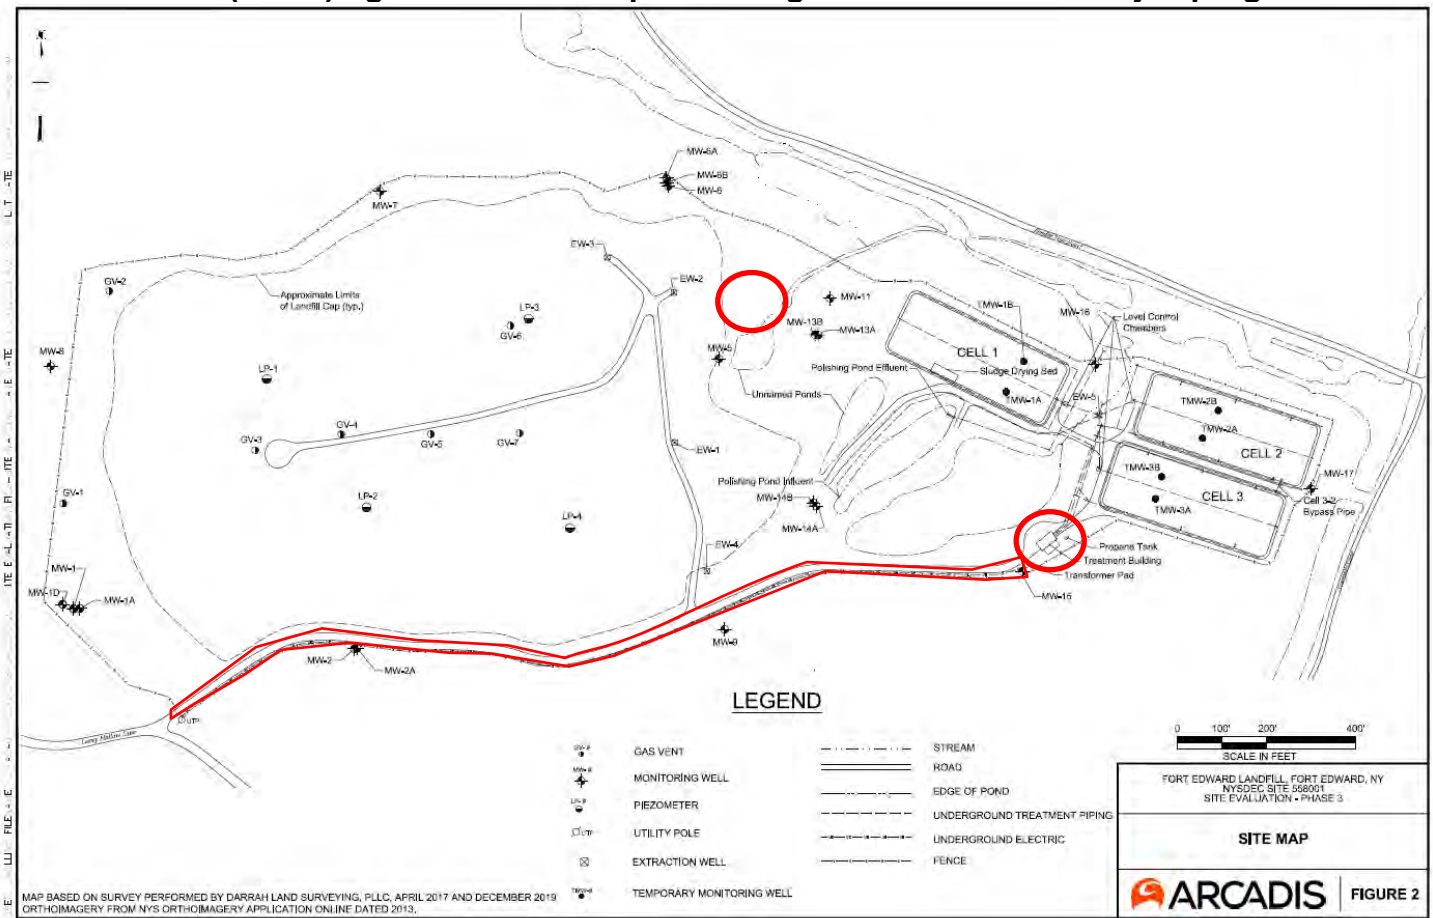 MW-6A
MW-6B
MW-6
MW-7
EW-3
GV-2
EW-2
Approximate Limits
of Landfill Cap (typ.)
LP-3
MW-11
TMW-1B
MW-16
Level Control
Chambers
GV-6
MW-13B
MW-13A
MW-8
MW-5
CELL 1
LP-1
Polishing Pond Effluent
Sludge Drying Bed
Unnamed Ponds
TMW-1A
EW-5
TMW-2B
GV-4
GV-3
GV-5
GV-7
TMW-2A
EW-1
CELL 2
TMW-3B
MW-17
Polishing Pond Influent
GV-1
LP-2
MW-14B
CELL 3
Cell 3-2
Bypass Pipe
TMW-3A
LP-4
MW-14A
EW-4
Propane Tank
Treatment Building
Transformer Pad
MW-1
MW-1D
MW-1A
MW-15
MW-9
MW-2
MW-2A
UTP
LEGEND
GAS VENT
MONITORING WELL
PIEZOMETER
UTP
UTILITY POLE
EXTRACTION WELL
TEMPORARY MONITORING WELL
STREAM
ROAD
EDGE OF POND
UNDERGROUND TREATMENT PIPING
UNDERGROUND ELECTRIC
FENCE
0 100' 200' 400'
SCALE IN FEET
FORT EDWARD LANDFILL, FORT EDWARD, NY
NYSDEC SITE 558001
SITE EVALUATION - PHASE 3
SITE MAP
ARCADIS
FIGURE 2
MAP BASED ON SURVEY PERFORMED BY DARRAH LAND SURVEYING, PLLC, APRIL 2017 AND DECEMBER 2019
ORTHOIMAGERY FROM NYS ORTHOIMAGERY APPLICATION ONLINE DATED 2013.